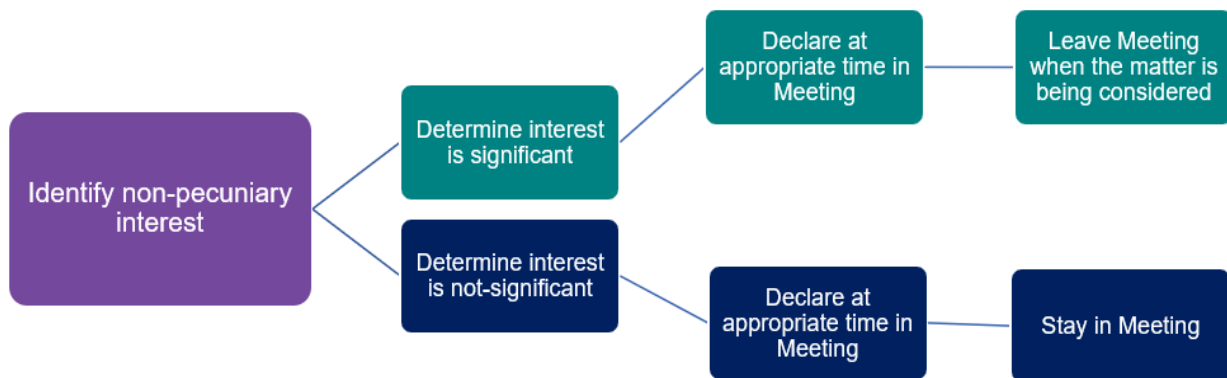 Identify non-pecuniary
interest
Determine interest
is significant
Declare at
appropriate time in
Meeting
Leave Meeting
when the matter is
being considered
Determine interest
is not-significant
Declare at
appropriate time in
Meeting
Stay in Meeting